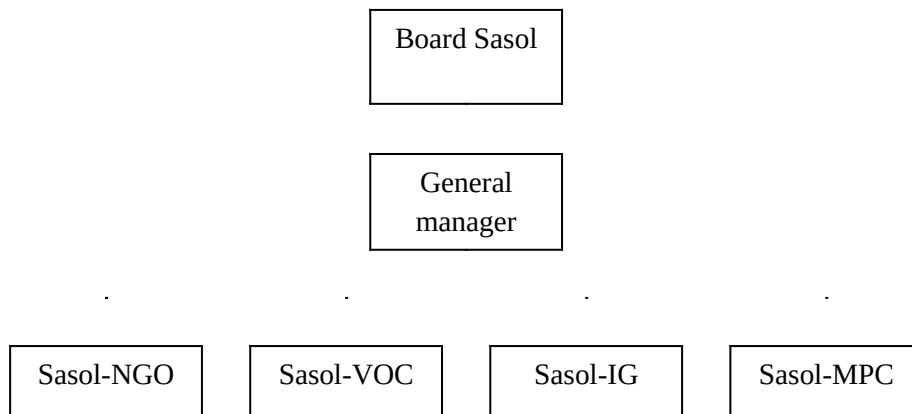 Board Sasol
General
manager
Sasol-NGO
Sasol-VOC
Sasol-IG
Sasol-MPC